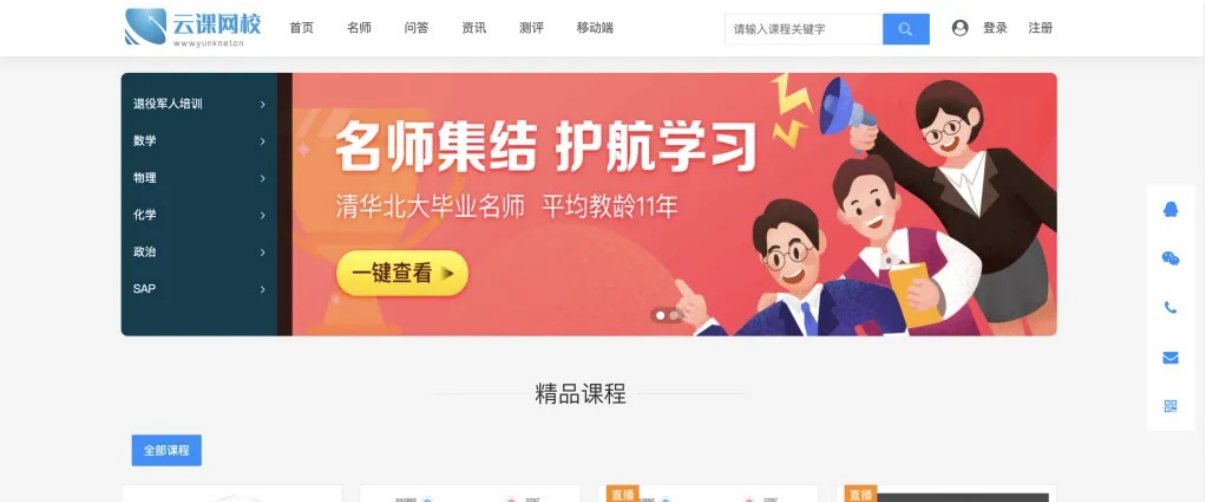 云课网校
www.yunknet.cn
首页 名师 问答 资讯 测评 移动端
请输入课程关键字
登录 注册
退役军人培训
数学
物理
化学
政治
SAP
名师集结 护航学习
清华北大毕业名师 平均教龄11年
一键查看
精品课程
全部课程
直播
直播